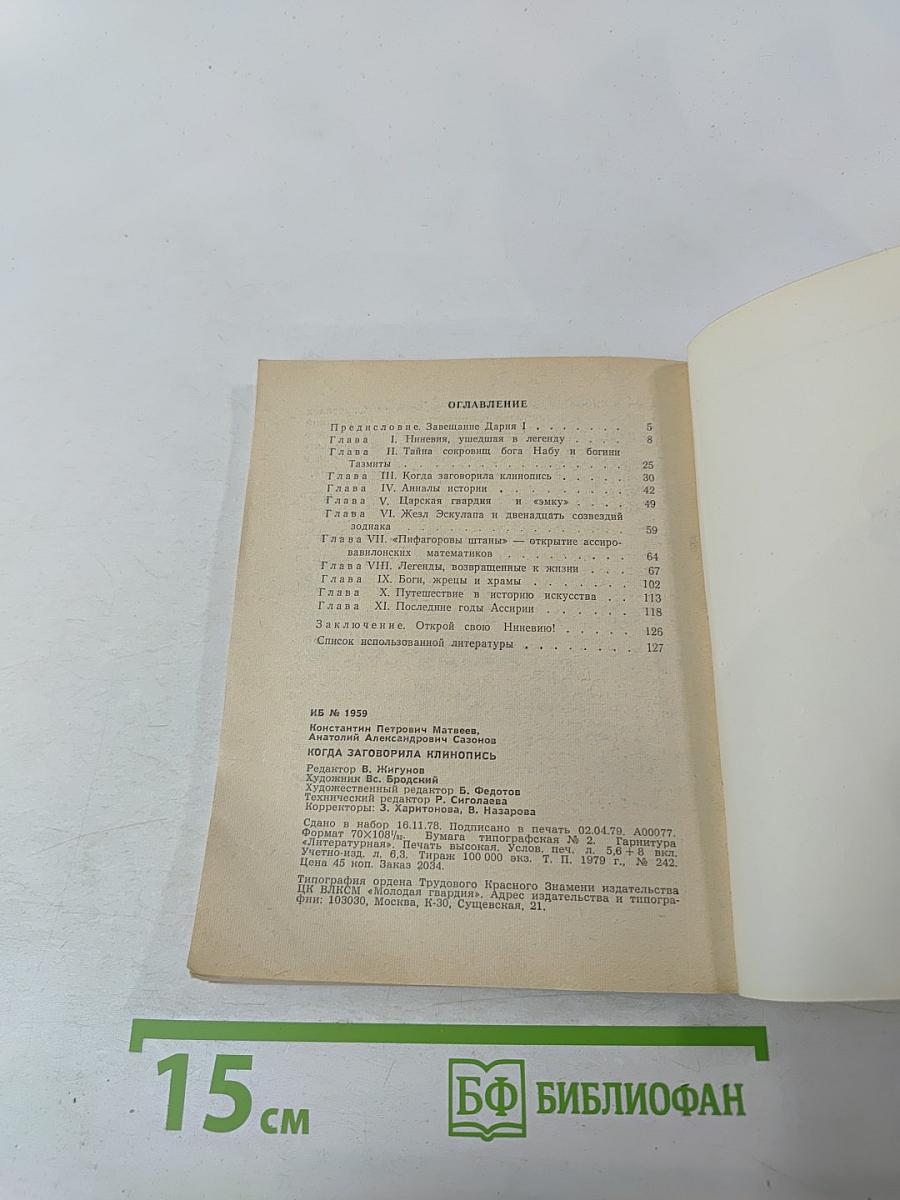 ОГЛАВЛЕНИЕ
Предисловие. Завещание Дария I . . . . . . . 5
Глава I. Ниневия, ушедшая в легенду . . . . 8
Глава II. Тайна сокровищ бога Набу и богини
Тазмиты . . . . . . . . . . . . . . 25
Глава III. Когда заговорила клинопись . . . . . 30
Глава IV. Анналы истории . . . . . . . . . 42
Глава V. Царская гвардия и «эмку» . . . . 49
Глава VI. Жезл Эскулапа и двенадцать созвездий
зодиака . . . . . . . . . . . . . . 59
Глава VII. «Пифагоровы штаны» — открытие ассиро-
вавилонских математиков . . . . . . . . 64
Глава VIII. Легенды, возвращенные к жизни . . . 67
Глава IX. Боги, жрецы и храмы . . . . . . . 102
Глава X. Путешествие в историю искусства . . 113
Глава XI. Последние годы Ассирии . . . . . . 118
Заключение. Открой свою Ниневию! . . . . . 126
Список использованной литературы . . . . . . . . 127
ИБ № 1959
Константин Петрович Матвеев,
Анатолий Александрович Сазонов
КОГДА ЗАГОВОРИЛА КЛИНОПИСЬ
Редактор В. Жигунов
Художник Вс. Бродский
Художественный редактор Б. Федотов
Технический редактор Р. Сиголаева
Корректоры: З. Харитонова, В. Назарова
Сдано в набор 16.11.78. Подписано в печать 02.04.79. А00077.
Формат 70Х108¹/₃₂. Бумага типографская № 2. Гарнитура
«Литературная». Печать высокая. Услов. печ. л. 5,6 + 8 вкл.
Учетно-изд. л. 6,3. Тираж 100 000 экз. Т. П. 1979 г., № 242.
Цена 45 коп. Заказ 2034.
Типография ордена Трудового Красного Знамени издательства
ЦК ВЛКСМ «Молодая гвардия». Адрес издательства и типогра-
фии: 103030, Москва, К-30, Сущевская, 21.
15 см
БФ БИБЛИОФАН